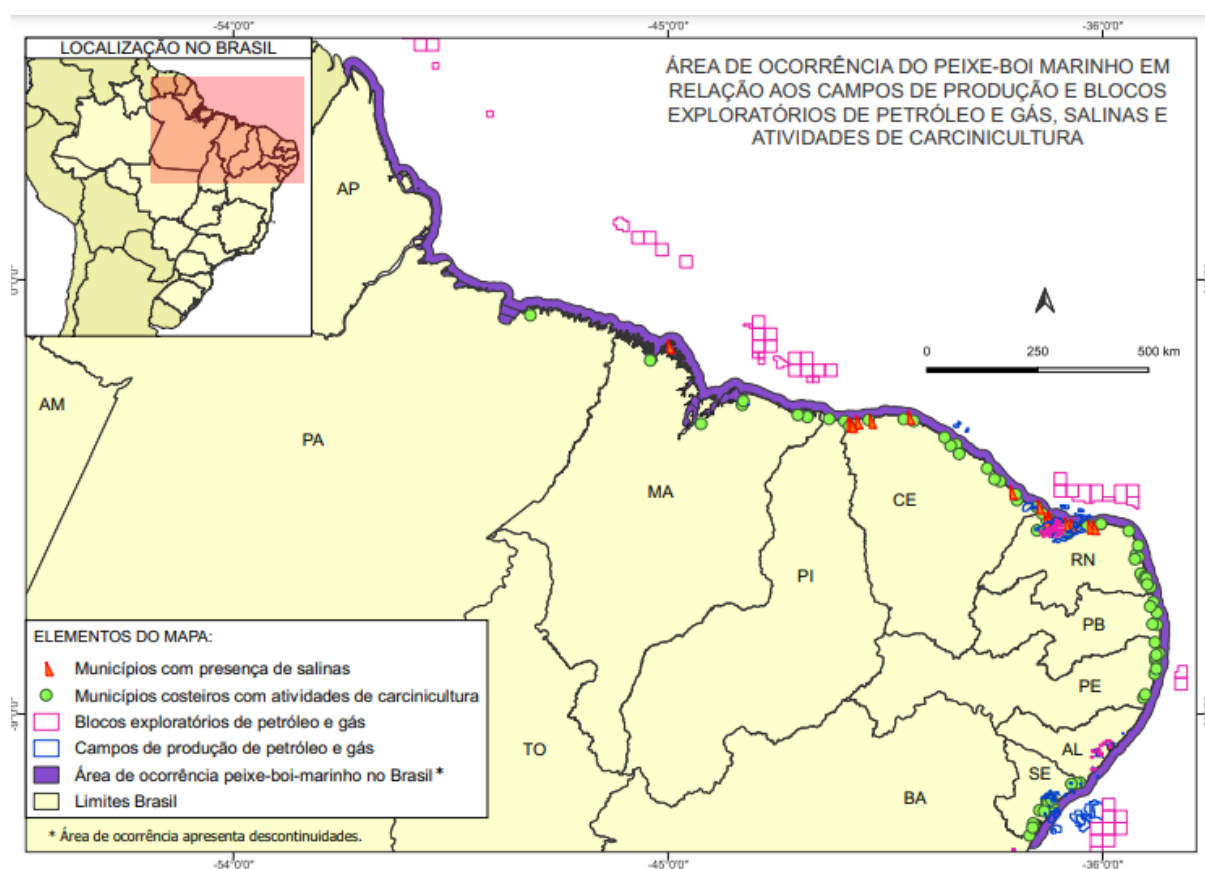 -54°0'0"
-45°0'0"
-36°0'0"
LOCALIZAÇÃO NO BRASIL
ÁREA DE OCORRÊNCIA DO PEIXE-BOI MARINHO EM
RELAÇÃO AOS CAMPOS DE PRODUÇÃO E BLOCOS
EXPLORATÓRIOS DE PETRÓLEO E GÁS, SALINAS E
ATIVIDADES DE CARCINICULTURA
AP
0°0'0"
0
250
500 km
AM
PA
MA
CE
PI
RN
PB
PE
TO
AL
SE
BA
-9°0'0"
ELEMENTOS DO MAPA:
Municípios com presença de salinas
Municípios costeiros com atividades de carcinicultura
Blocos exploratórios de petróleo e gás
Campos de produção de petróleo e gás
Área de ocorrência peixe-boi-marinho no Brasil *
Limites Brasil
* Área de ocorrência apresenta descontinuidades.
-54°0'0"
-45°0'0"
-36°0'0"